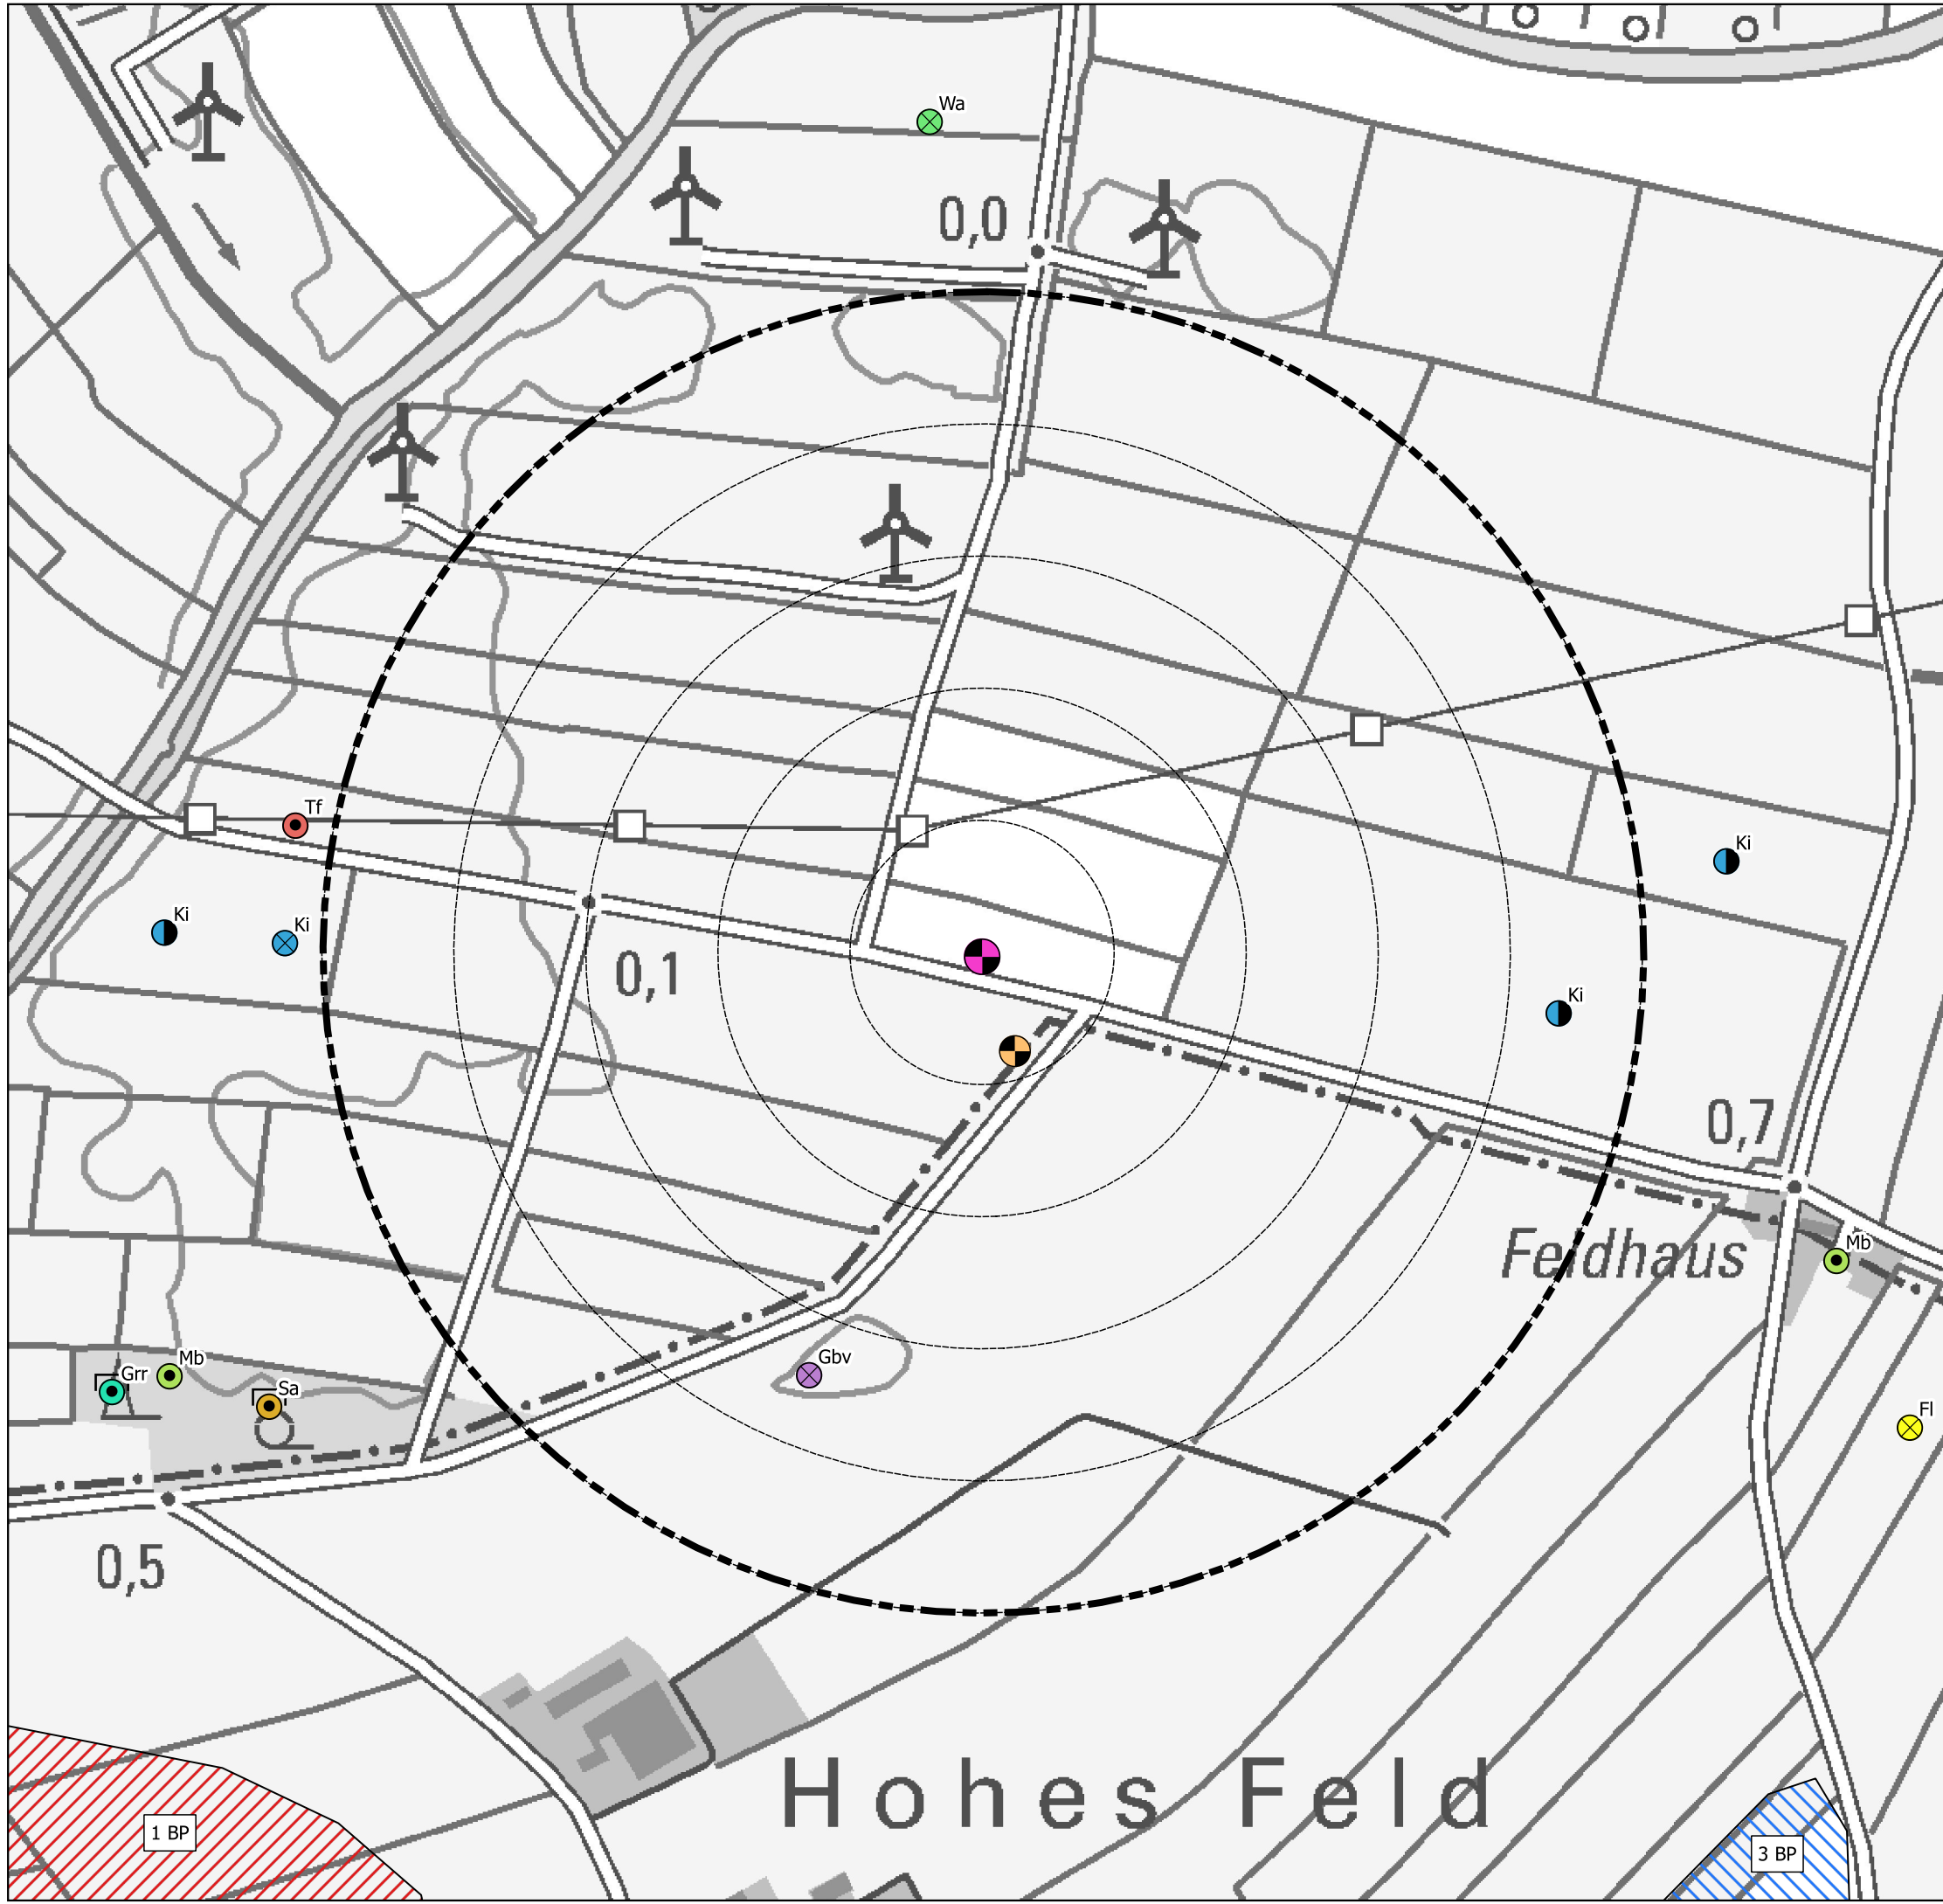 Wa
0,0
Tf
Ki
Ki
Ki
0,1
Ki
0,7
Feldhaus
Mb
Gbv
Grr
Mb
Sa
Fl
0,5
Hohes Feld
1 BP
3 BP